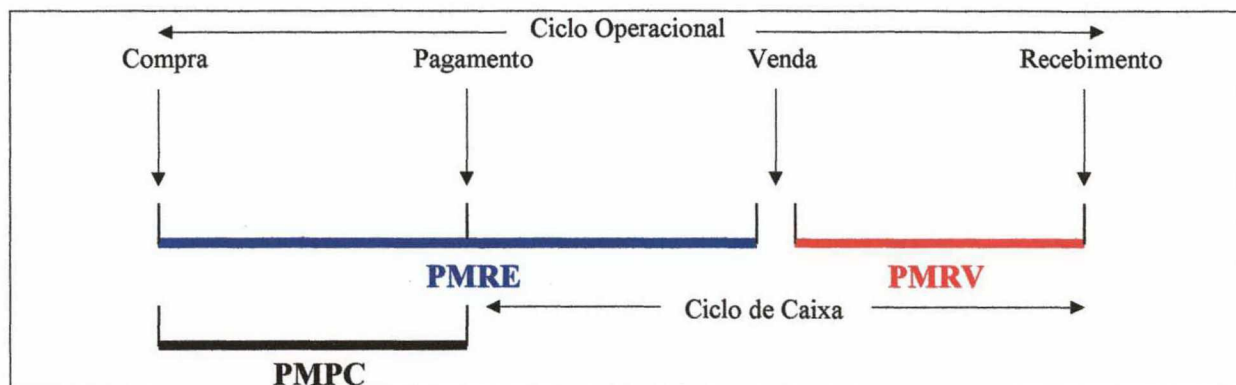 Ciclo Operacional
Compra Pagamento Venda Recebimento
PMRE PMRV
Ciclo de Caixa
PMPC